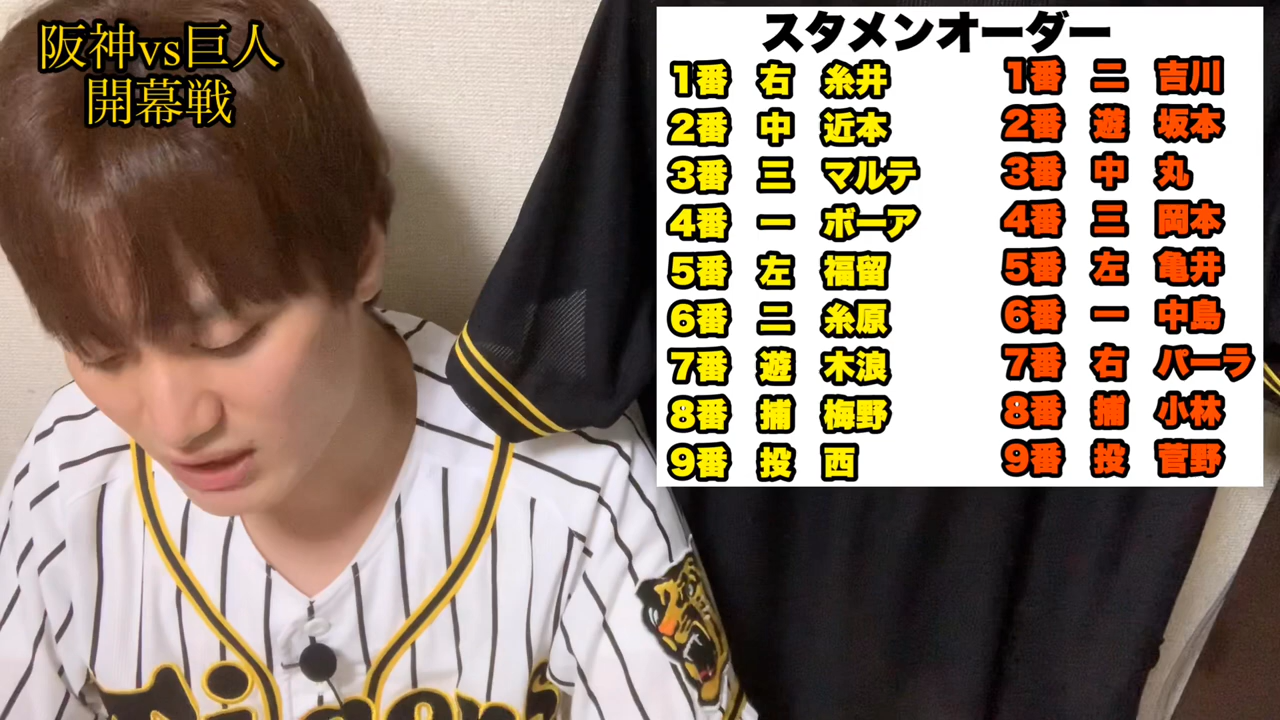 阪神vs巨人
開幕戦
スタメンオーダー
1番 右 糸井
2番 中 近本
3番 三 マルテ
4番 一 ボーア
5番 左 福留
6番 二 糸原
7番 遊 木浪
8番 捕 梅野
9番 投 西
1番 二 吉川
2番 遊 坂本
3番 中 丸
4番 三 岡本
5番 左 亀井
6番 一 中島
7番 右 パーラ
8番 捕 小林
9番 投 菅野
Tigers